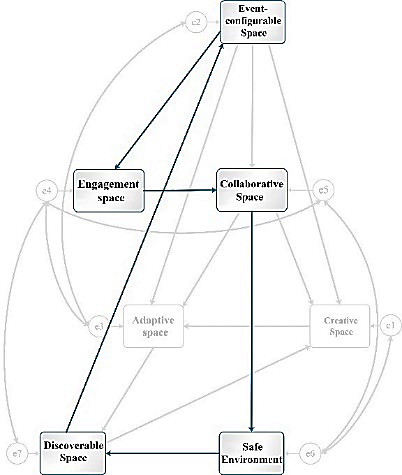 Event-
configurable
Space
e2
Engagement
space
Collaborative
Space
e4
e5
Adaptive
space
Creative
Space
e3
e1
Discoverable
Space
Safe
Environment
e7
e6